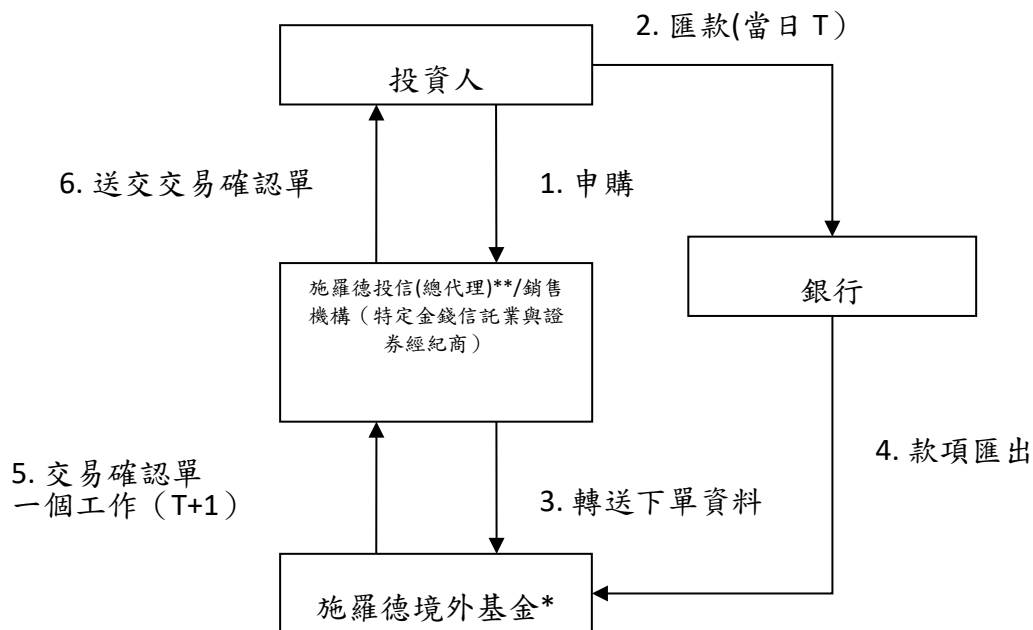 2. 匯款(當日 T）
投資人
6. 送交交易確認單
1. 申購
施羅德投信(總代理)**/銷售
機構（特定金錢信託業與證
券經紀商）
銀行
5. 交易確認單
一個工作（T+1）
3. 轉送下單資料
4. 款項匯出
施羅德境外基金*